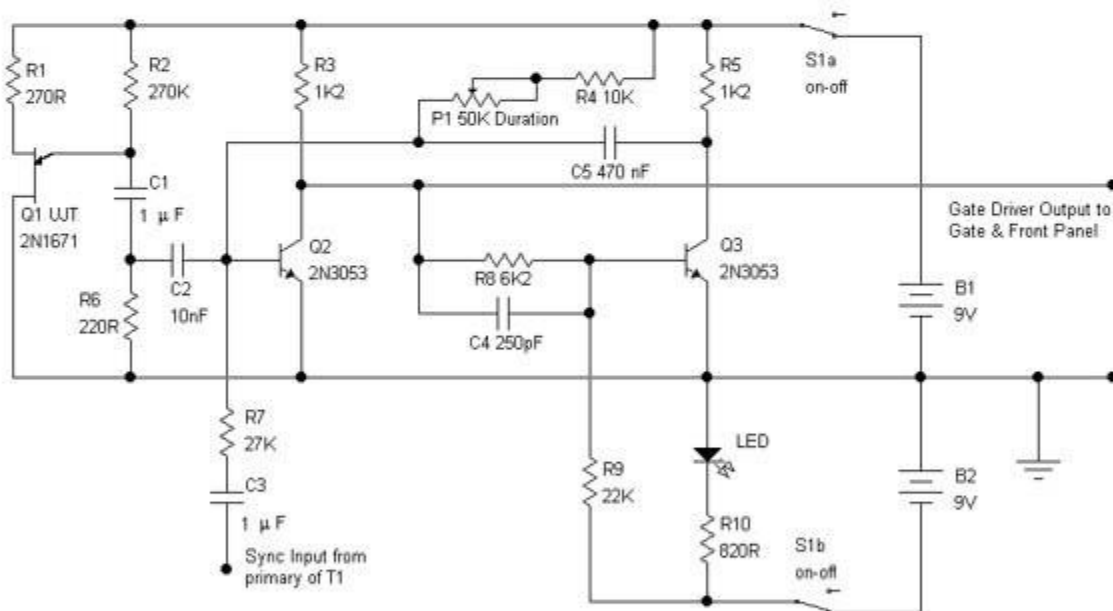 R1
270R
R2
270K
R3
1K2
P1 50K Duration
R4 10K
R5
1K2
S1a
on-off
C5 470 nF
C1
1 μF
Q1 UJT
2N1671
Gate Driver Output to
Gate & Front Panel
Q2
2N3053
Q3
2N3053
R8 6K2
C2
10nF
R6
220R
C4 250pF
B1
9V
R7
27K
LED
C3
1 μF
R9
22K
B2
9V
R10
820R
S1b
on-off
Sync Input from
primary of T1